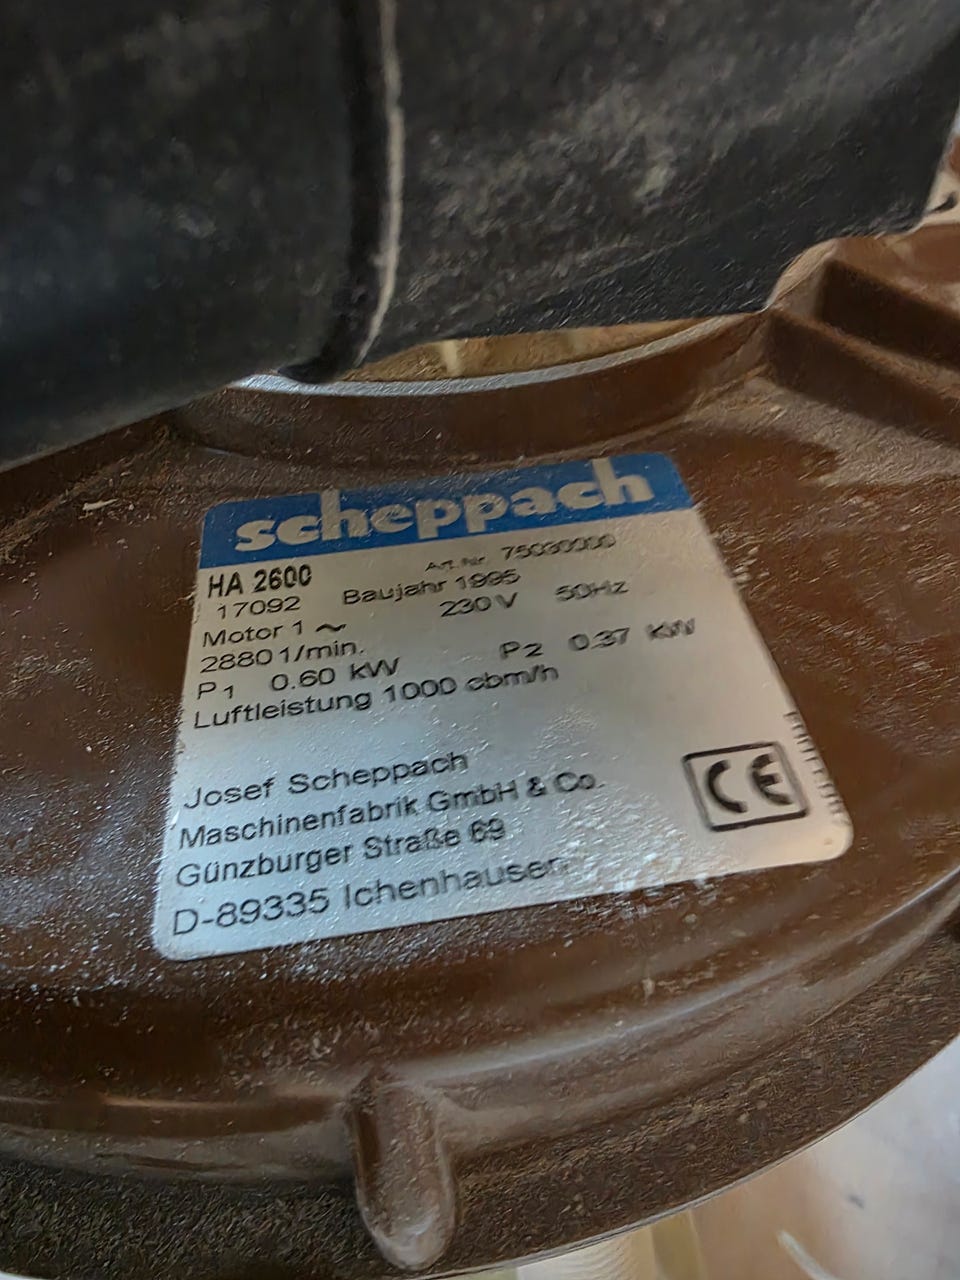 scheppach
HA 2600 Art.Nr. 75030000
17092 Baujahr 1995
Motor 1 ~ 230 V 50Hz
2880 1/min.
P1 0.60 kW P2 0.37 kW
Luftleistung 1000 cbm/h
Josef Scheppach
Maschinenfabrik GmbH & Co.
Günzburger Straße 69
D-89335 Ichenhausen
CE